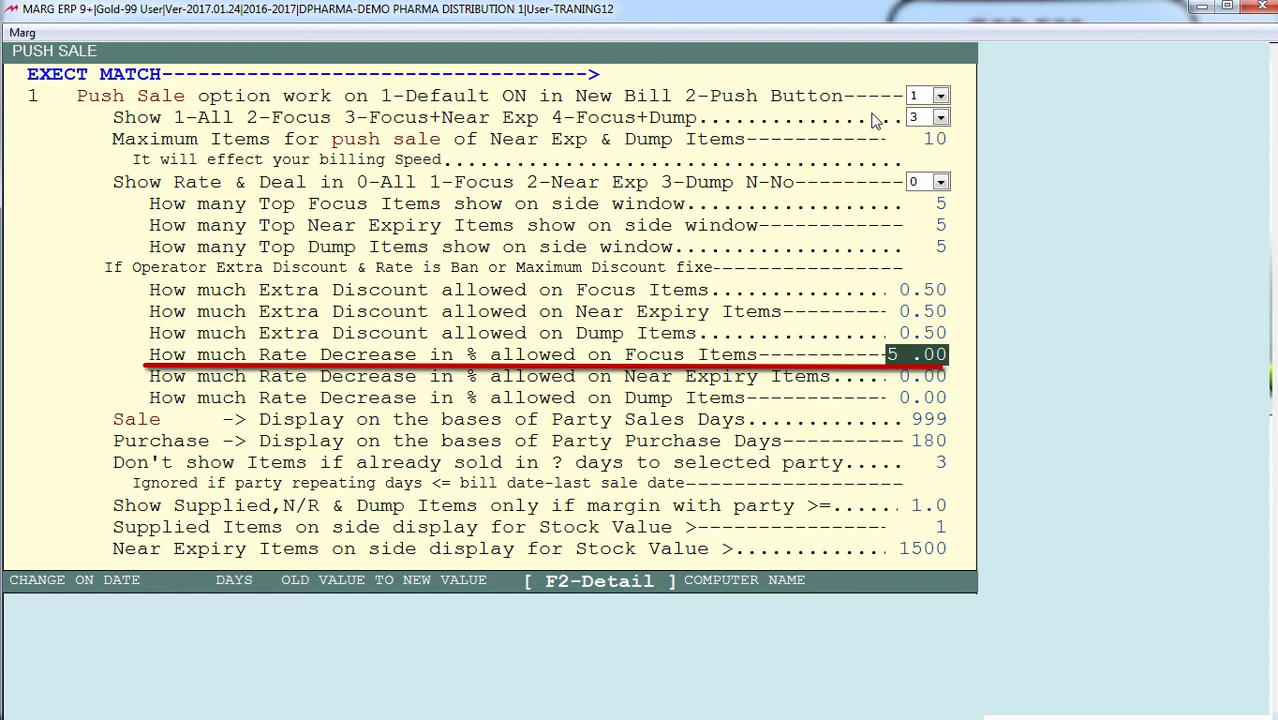 MARG ERP 9+|Gold-99 User|Ver-2017.01.24|2016-2017|DPHARMA-DEMO PHARMA DISTRIBUTION 1|User-TRANING12
Marg
PUSH SALE
EXECT MATCH----------------------------------->
1 Push Sale option work on 1-Default ON in New Bill 2-Push Button----- 1
Show 1-All 2-Focus 3-Focus+Near Exp 4-Focus+Dump................. 3
Maximum Items for push sale of Near Exp & Dump Items------------ 10
It will effect your billing Speed......................................
Show Rate & Deal in 0-All 1-Focus 2-Near Exp 3-Dump N-No--------- 0
How many Top Focus Items show on side window.................. 5
How many Top Near Expiry Items show on side window------------ 5
How many Top Dump Items show on side window................... 5
If Operator Extra Discount & Rate is Ban or Maximum Discount fixe----------------
How much Extra Discount allowed on Focus Items............... 0.50
How much Extra Discount allowed on Near Expiry Items--------- 0.50
How much Extra Discount allowed on Dump Items................ 0.50
How much Rate Decrease in % allowed on Focus Items----------- 5 .00
How much Rate Decrease in % allowed on Near Expiry Items..... 0.00
How much Rate Decrease in % allowed on Dump Items------------ 0.00
Sale -> Display on the bases of Party Sales Days............. 999
Purchase -> Display on the bases of Party Purchase Days---------- 180
Don't show Items if already sold in ? days to selected party..... 3
Ignored if party repeating days <= bill date-last sale date------------------
Show Supplied,N/R & Dump Items only if margin with party >=...... 1.0
Supplied Items on side display for Stock Value >---------------- 1
Near Expiry Items on side display for Stock Value >............. 1500
CHANGE ON DATE DAYS OLD VALUE TO NEW VALUE [ F2-Detail ] COMPUTER NAME